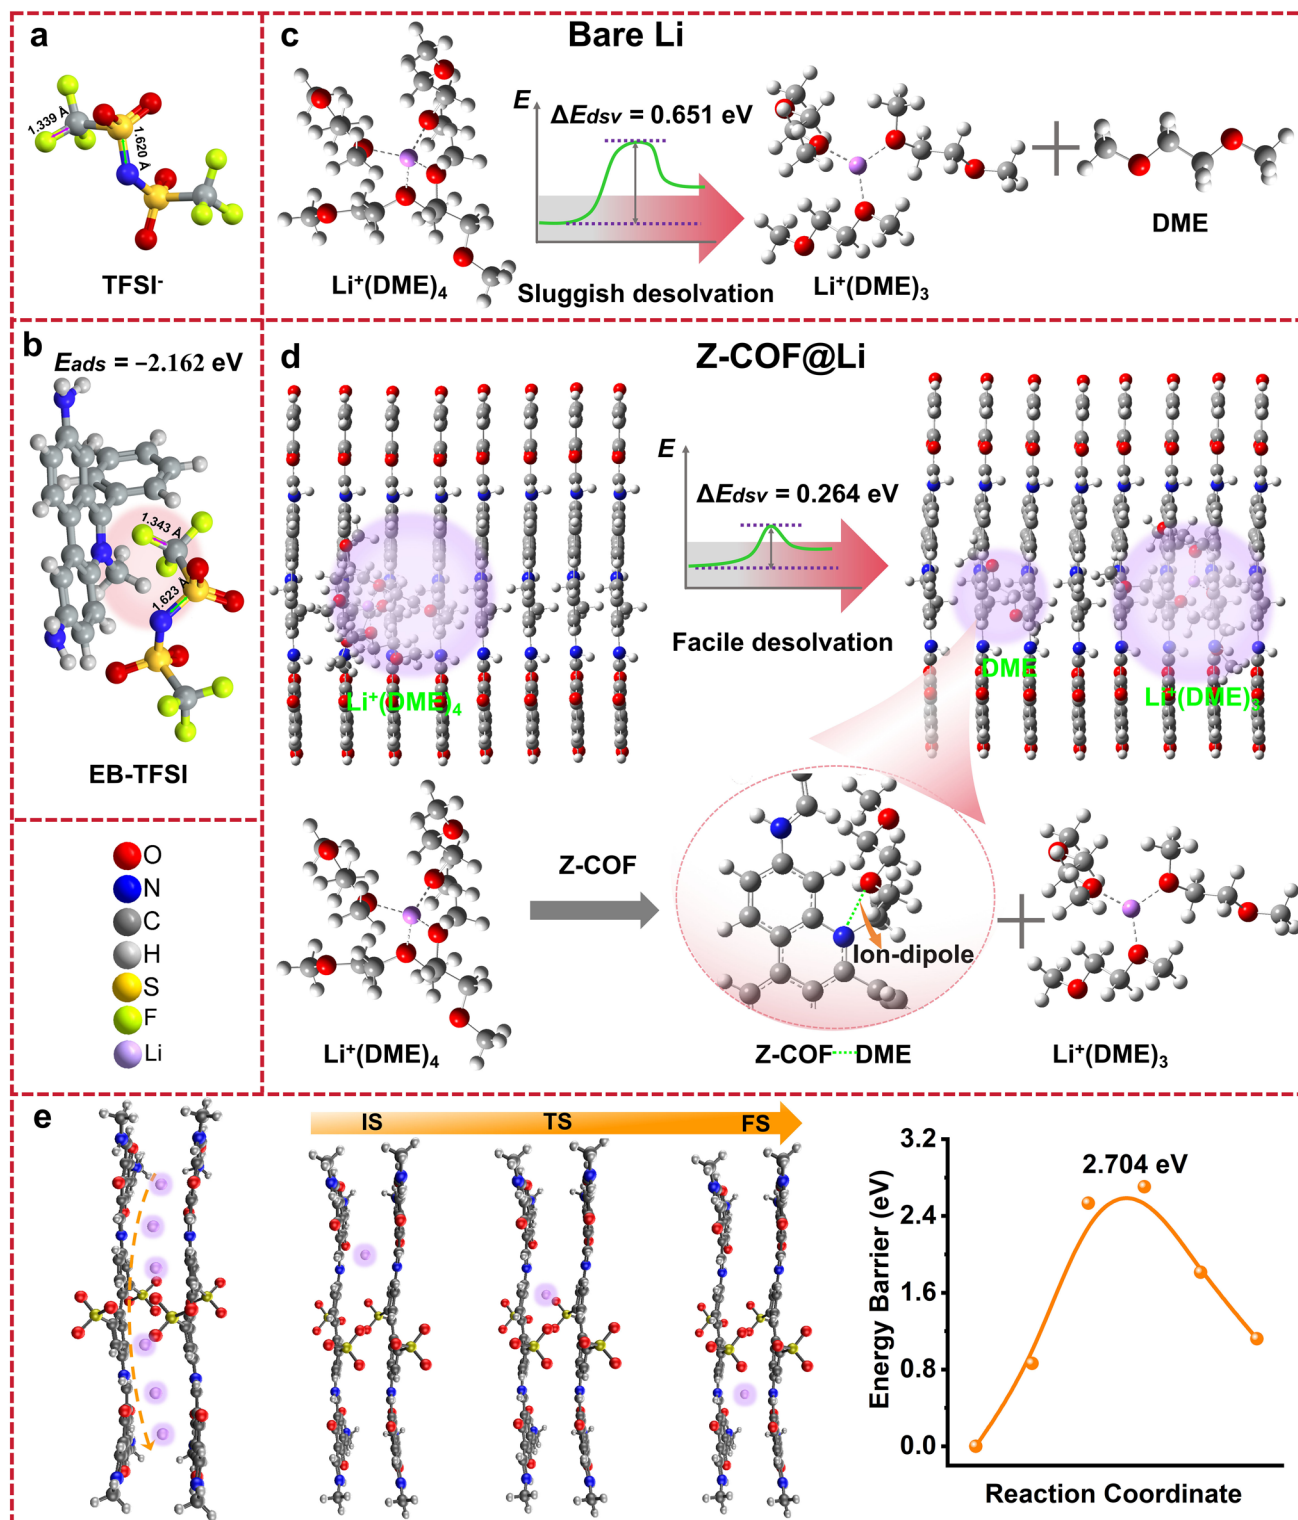 a
1.339 Å
1.620 Å
TFSI⁻
b
Eads = −2.162 eV
1.343 Å
1.623 Å
EB-TFSI
O
N
C
H
S
F
Li
c
Bare Li
Li⁺(DME)₄
E
ΔEdsv = 0.651 eV
Sluggish desolvation
Li⁺(DME)₃
DME
d
Z-COF@Li
Li⁺(DME)₄
E
ΔEdsv = 0.264 eV
Facile desolvation
DME
Li⁺(DME)₃
Li⁺(DME)₄
Z-COF
Ion-dipole
Z-COF
DME
Li⁺(DME)₃
e
IS
TS
FS
2.704 eV
Energy Barrier (eV)
3.2
2.4
1.6
0.8
0.0
Reaction Coordinate